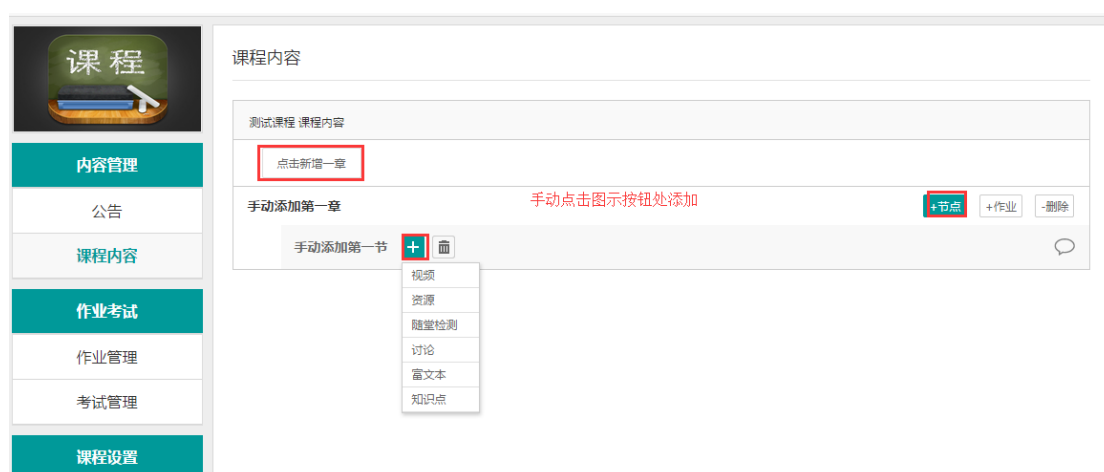 课程
课程内容
测试课程 课程内容
点击新增一章
手动添加第一章
手动点击图示按钮处添加
+节点
+作业
-删除
手动添加第一节
+
视频
资源
随堂检测
讨论
富文本
知识点
内容管理
公告
课程内容
作业考试
作业管理
考试管理
课程设置